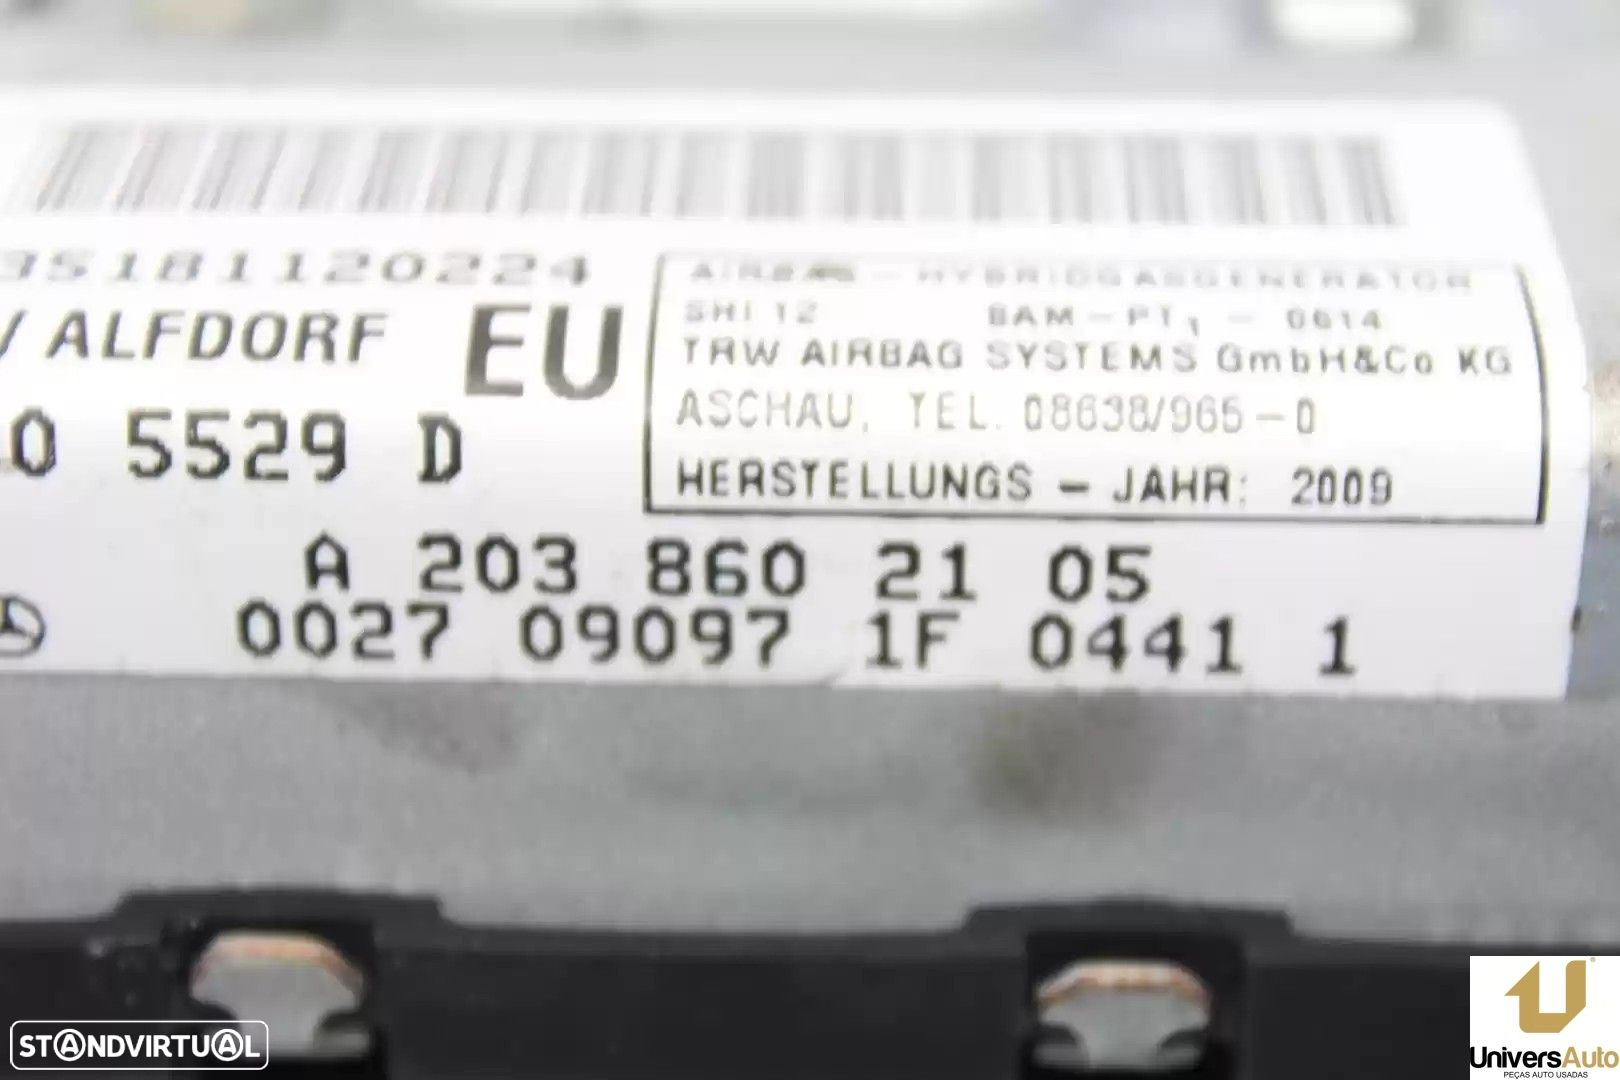 35181120224
ALFDORF EU
0 5529 D
AIRBAG - HYBRIDGASGENERATOR
SHI 12 BAM - PT1 - 0614
TRW AIRBAG SYSTEMS GmbH&Co KG
ASCHAU, TEL. 08638/965-0
HERSTELLUNGS - JAHR: 2009
A 203 860 21 05
0027 09097 1F 0441 1
STANDVIRTUAL
UniversAuto
PEÇAS AUTO USADAS